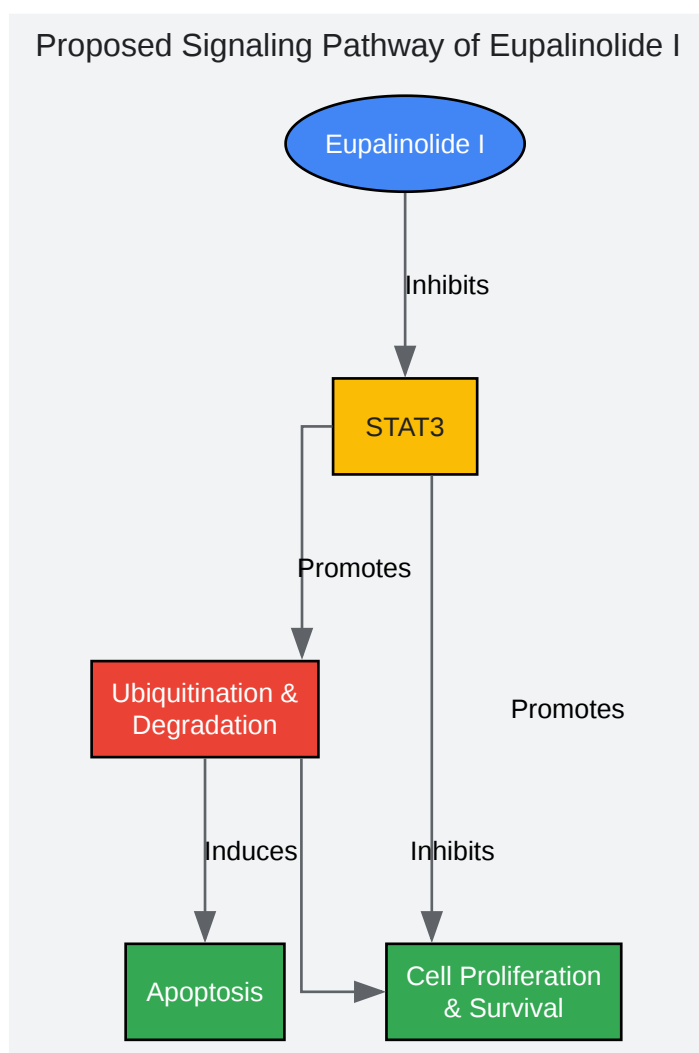 Proposed Signaling Pathway of Eupalinolide I
Eupalinolide I
Inhibits
STAT3
Promotes
Ubiquitination &
Degradation
Promotes
Induces
Inhibits
Apoptosis
Cell Proliferation
& Survival